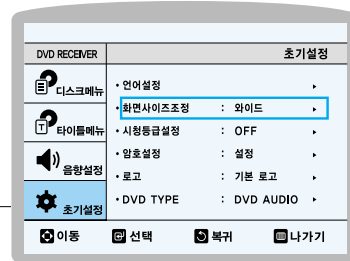 DVD RECEIVER 초기설정
디스크메뉴
T 타이틀메뉴
음향설정
초기설정
• 언어설정 ▸
• 화면사이즈조정 : 와이드 ▸
• 시청등급설정 : OFF ▸
• 암호설정 : 설정 ▸
• 로고 : 기본 로고 ▸
• DVD TYPE : DVD AUDIO ▸
이동 선택 복귀 나가기